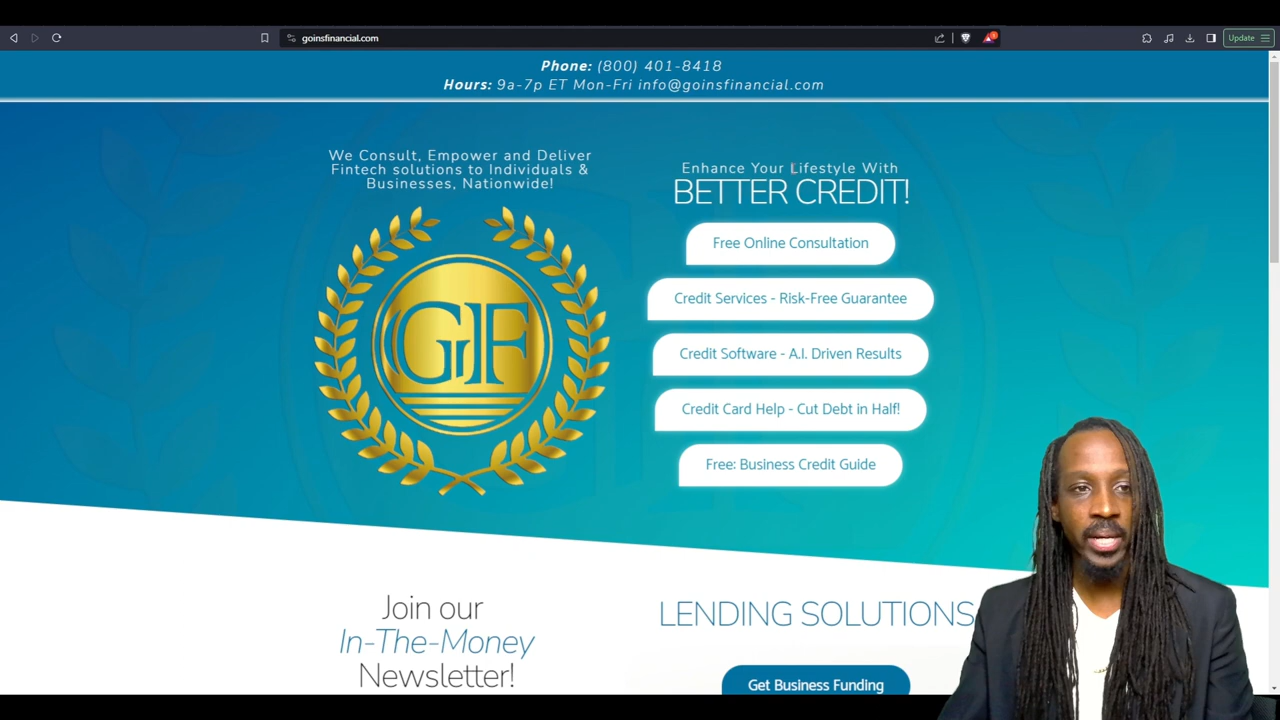 goinsfinancial.com
Update
Phone: (800) 401-8418
Hours: 9a-7p ET Mon-Fri info@goinsfinancial.com
We Consult, Empower and Deliver
Fintech solutions to Individuals &
Businesses, Nationwide!
GF
Enhance Your Lifestyle With
BETTER CREDIT!
Free Online Consultation
Credit Services - Risk-Free Guarantee
Credit Software - A.I. Driven Results
Credit Card Help - Cut Debt in Half!
Free: Business Credit Guide
Join our
In-The-Money
Newsletter!
LENDING SOLUTIONS
Get Business Funding